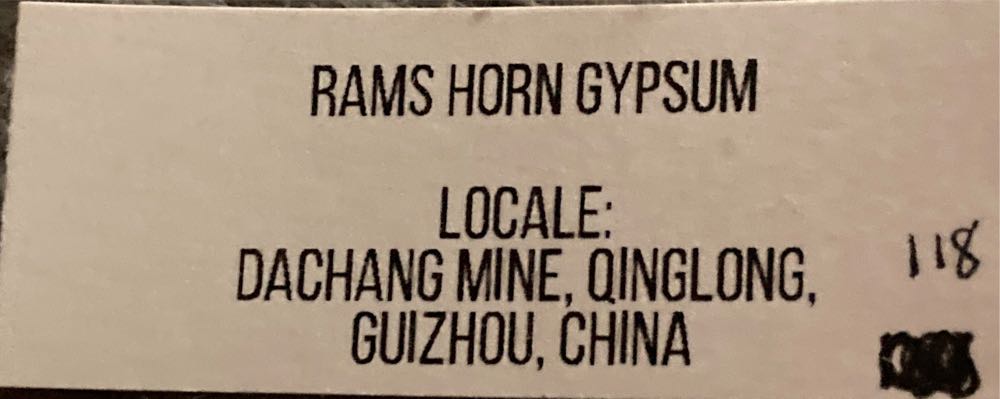 RAMS HORN GYPSUM
LOCALE:
DACHANG MINE, QINGLONG,
118
GUIZHOU, CHINA